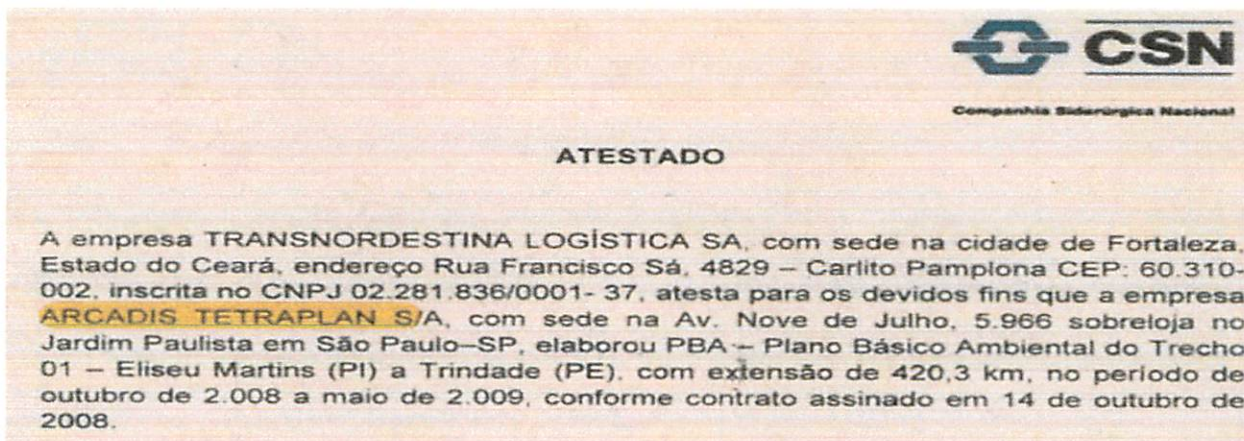 CSN
Companhia Siderúrgica Nacional
ATESTADO
A empresa TRANSNORDESTINA LOGÍSTICA SA, com sede na cidade de Fortaleza,
Estado do Ceará, endereço Rua Francisco Sá, 4829 – Carlito Pamplona CEP: 60.310-
002, inscrita no CNPJ 02.281.836/0001- 37, atesta para os devidos fins que a empresa
ARCADIS TETRAPLAN S/A, com sede na Av. Nove de Julho, 5.966 sobreloja no
Jardim Paulista em São Paulo–SP, elaborou PBA – Plano Básico Ambiental do Trecho
01 – Eliseu Martins (PI) a Trindade (PE), com extensão de 420,3 km, no período de
outubro de 2.008 a maio de 2.009, conforme contrato assinado em 14 de outubro de
2008.